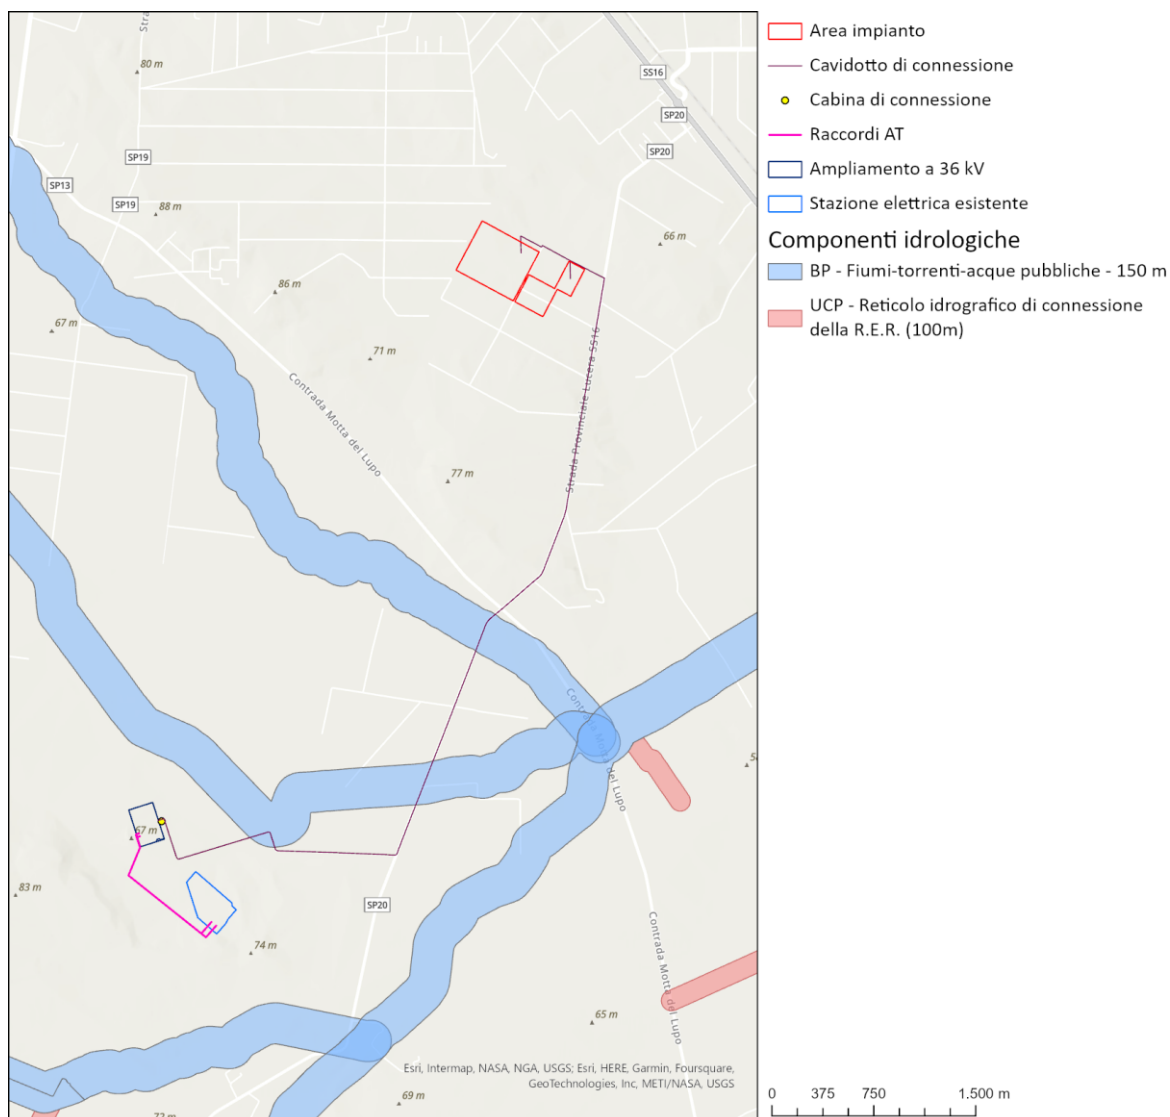 Stra
80 m
SS16
SP20
SP20
SP19
SP13
SP19
88 m
66 m
86 m
67 m
71 m
Contrada Motta del Lupo
Strada Provinciale Lucera SS16
77 m
Contrada Motta del Lupo
67 m
83 m
SP20
74 m
Contrada Motta del Lupo
65 m
Esri, Intermap, NASA, NGA, USGS; Esri, HERE, Garmin, Foursquare,
GeoTechnologies, Inc, METI/NASA, USGS
69 m
72 m
Area impianto
Cavidotto di connessione
Cabina di connessione
Raccordi AT
Ampliamento a 36 kV
Stazione elettrica esistente
Componenti idrologiche
BP - Fiumi-torrenti-acque pubbliche - 150 m
UCP - Reticolo idrografico di connessione
della R.E.R. (100m)
0 375 750 1.500 m